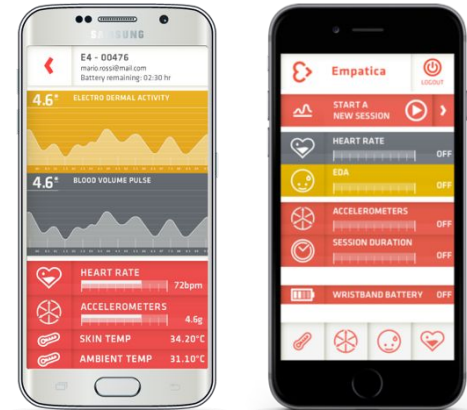 SAMSUNG
E4 - 00476
mario.rossi@mail.com
Battery remaining: 02:30 hr
4.6*
ELECTRO DERMAL ACTIVITY
4.6*
BLOOD VOLUME PULSE
HEART RATE
72bpm
ACCELEROMETERS
4.6g
SKIN TEMP 34.20°C
AMBIENT TEMP 31.10°C
Empatica
LOGOUT
START A
NEW SESSION
HEART RATE
OFF
EDA
OFF
ACCELEROMETERS
OFF
SESSION DURATION
OFF
WRISTBAND BATTERY OFF